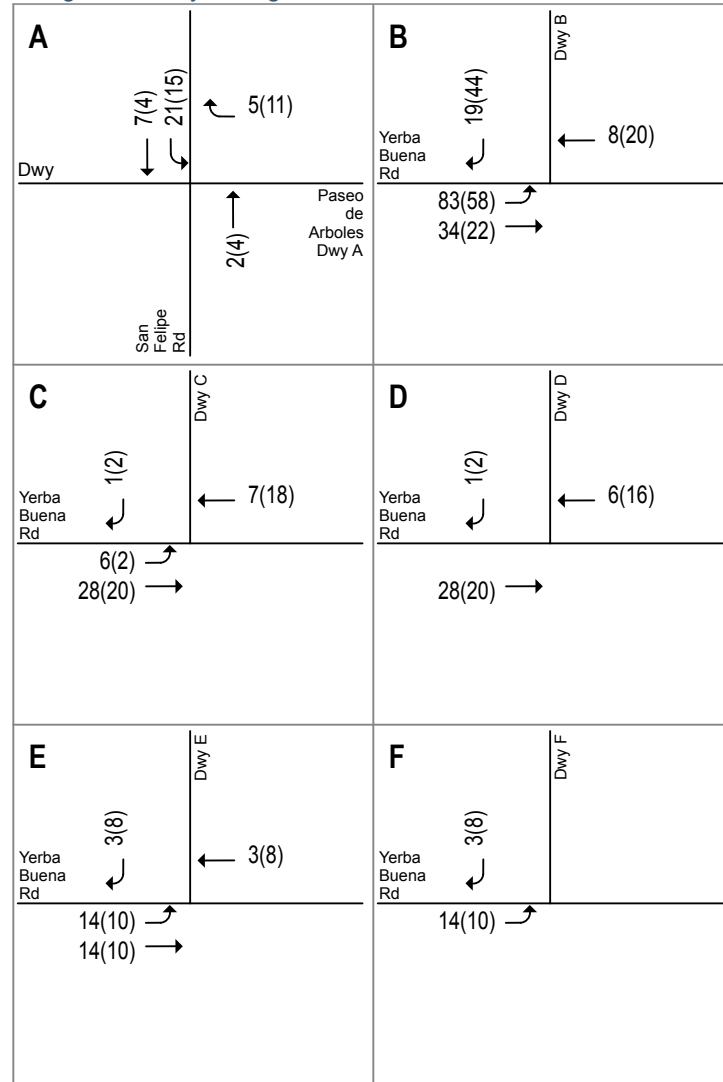 A
7(4)
21(15)
5(11)
Dwy
2(4)
Paseo
de
Arboles
Dwy A
San
Felipe
Rd
B
Dwy B
19(44)
8(20)
Yerba
Buena
Rd
83(58)
34(22)
C
Dwy C
1(2)
7(18)
Yerba
Buena
Rd
6(2)
28(20)
D
Dwy D
1(2)
6(16)
Yerba
Buena
Rd
28(20)
E
Dwy E
3(8)
3(8)
Yerba
Buena
Rd
14(10)
14(10)
F
Dwy F
3(8)
Yerba
Buena
Rd
14(10)